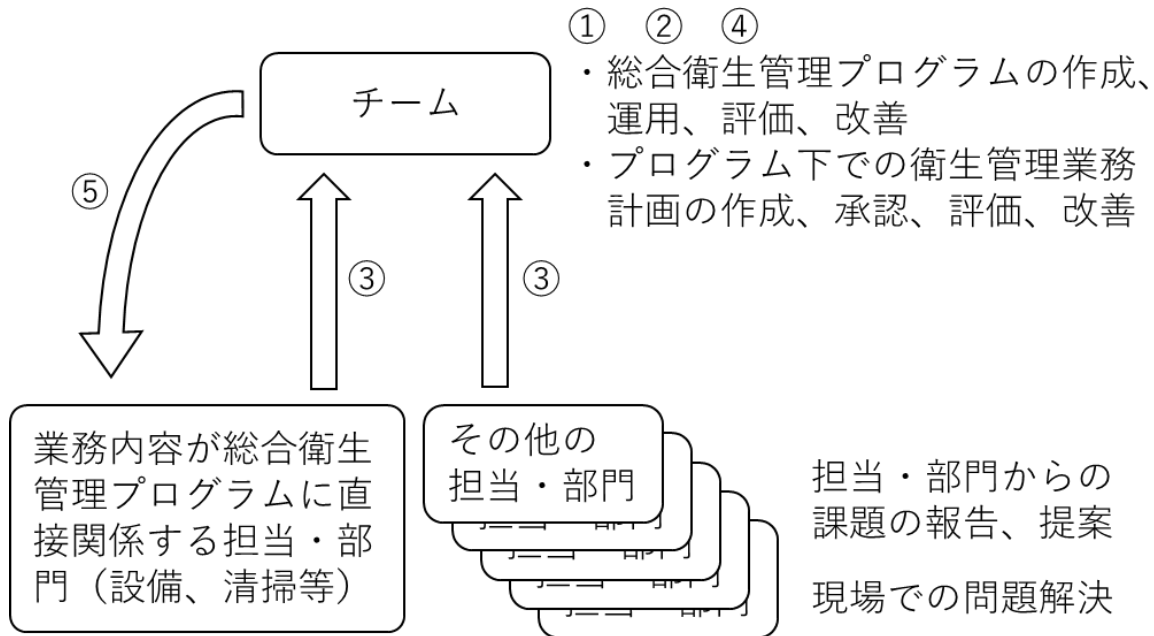 ① ② ④
チーム
・総合衛生管理プログラムの作成、
運用、評価、改善
・プログラム下での衛生管理業務
計画の作成、承認、評価、改善
⑤
③
③
業務内容が総合衛生
管理プログラムに直
接関係する担当・部
門（設備、清掃等）
その他の
担当・部門
担当・部門からの
課題の報告、提案
現場での問題解決